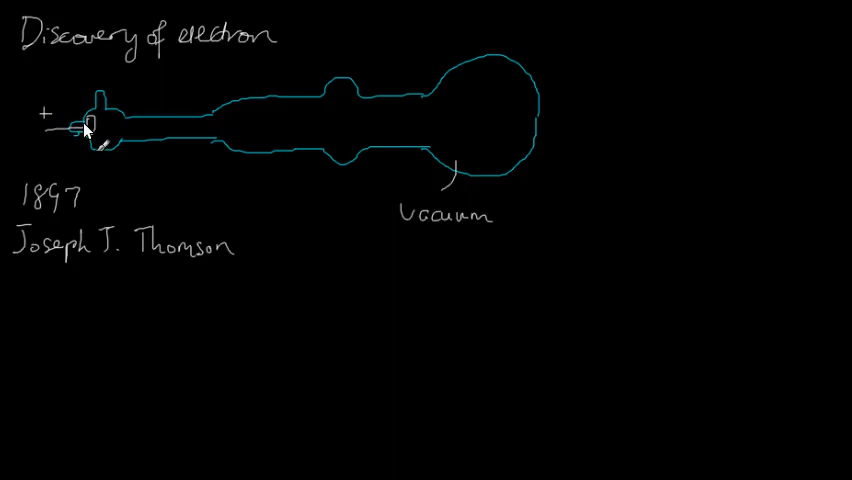 Discovery of electron
+
1897
vacuum
Joseph J. Thomson